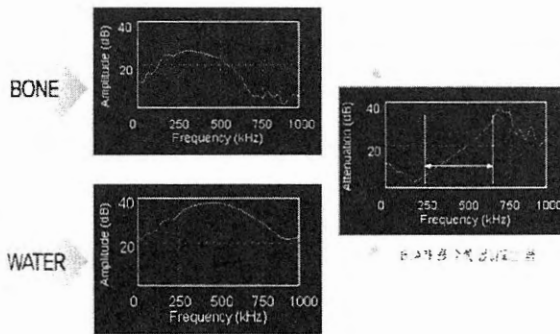 BONE
Amplitude (dB)
40
20
0 250 500 750 1000
Frequency (kHz)
WATER
Amplitude (dB)
40
20
0 250 500 750 1000
Frequency (kHz)
Attenuation (dB)
40
20
0 250 500 750 1000
Frequency (kHz)